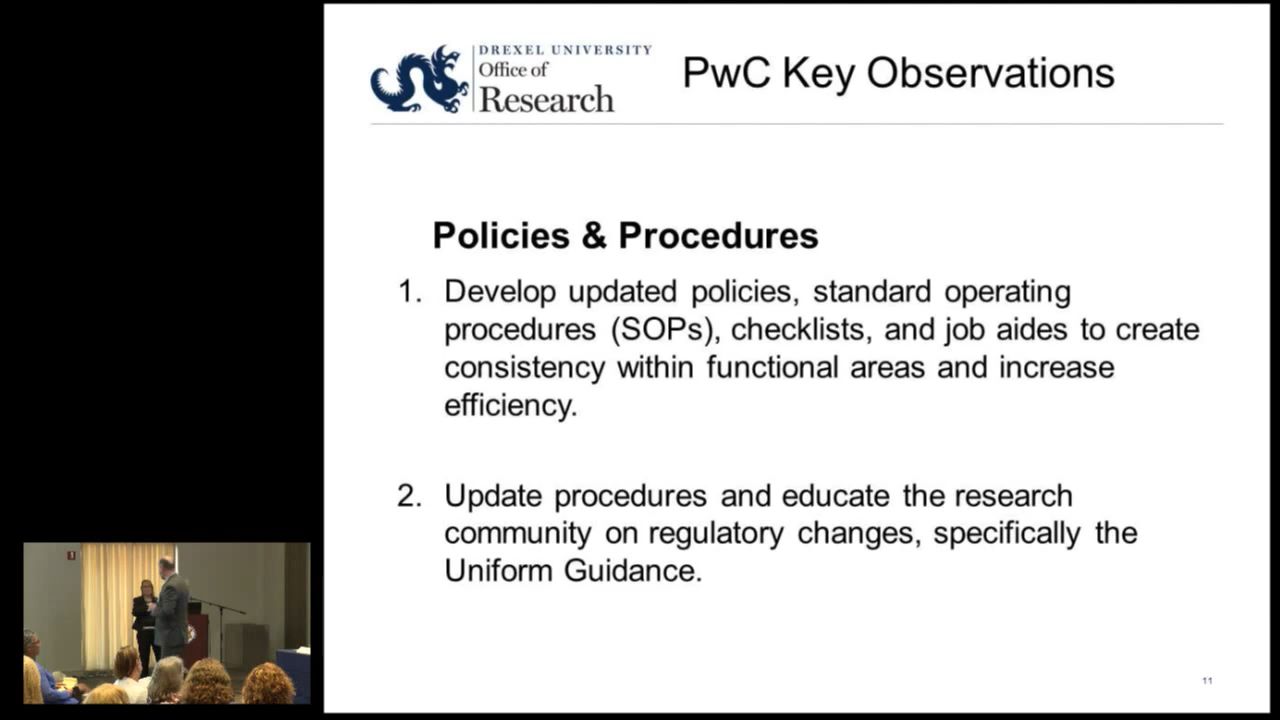 DREXEL UNIVERSITY
Office of
Research
PwC Key Observations
Policies & Procedures
1. Develop updated policies, standard operating
procedures (SOPs), checklists, and job aides to create
consistency within functional areas and increase
efficiency.
2. Update procedures and educate the research
community on regulatory changes, specifically the
Uniform Guidance.
11